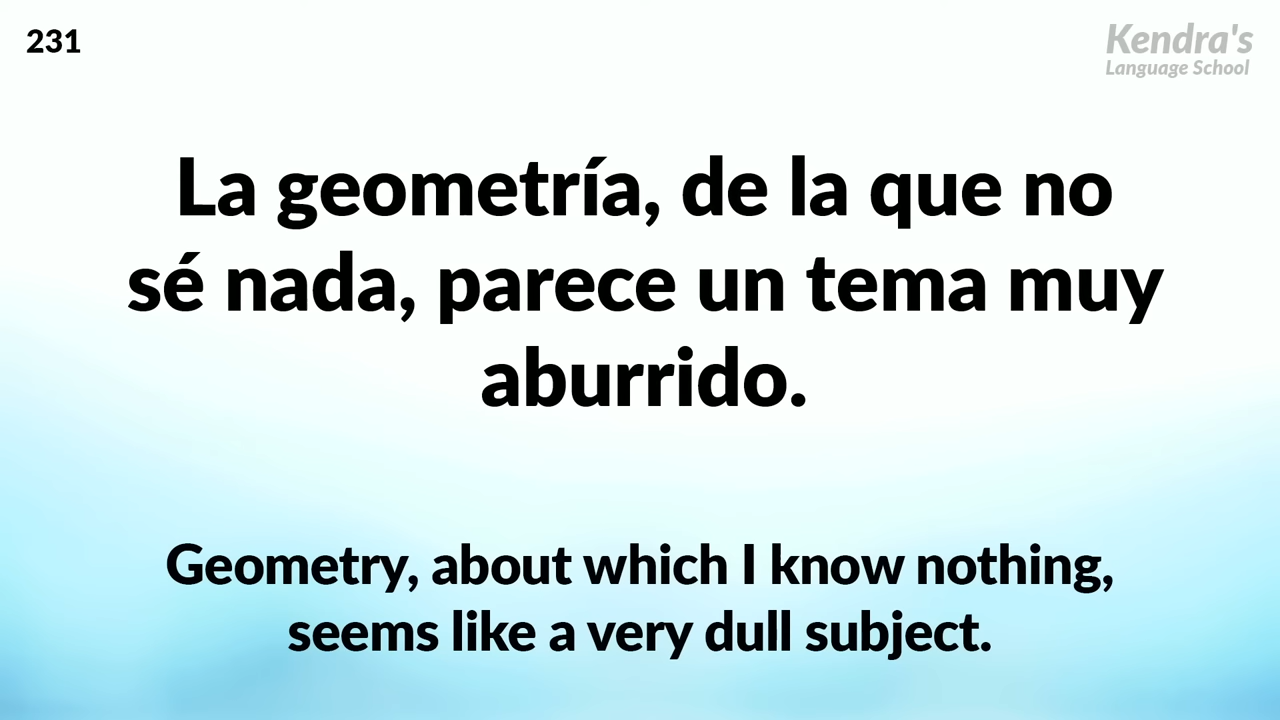 231
Kendra's
Language School
La geometría, de la que no
sé nada, parece un tema muy
aburrido.
Geometry, about which I know nothing,
seems like a very dull subject.